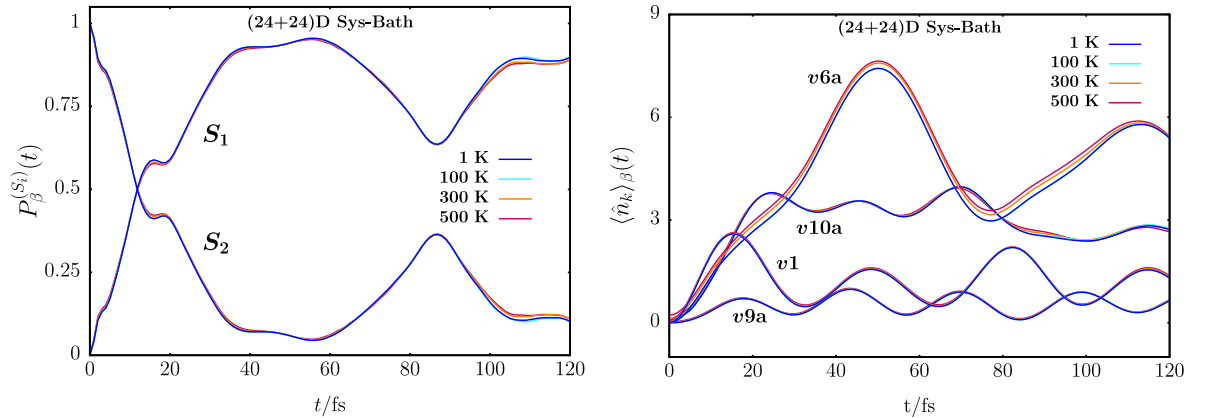 (24+24)D Sys-Bath
1
0.75
0.5
0.25
0
P_β^{(S_i)}(t)
S₁
S₂
1 K
100 K
300 K
500 K
0 20 40 60 80 100 120
t/fs
(24+24)D Sys-Bath
9
6
3
0
⟨n̂_k⟩_β(t)
1 K
100 K
300 K
500 K
v6a
v10a
v1
v9a
0 20 40 60 80 100 120
t/fs